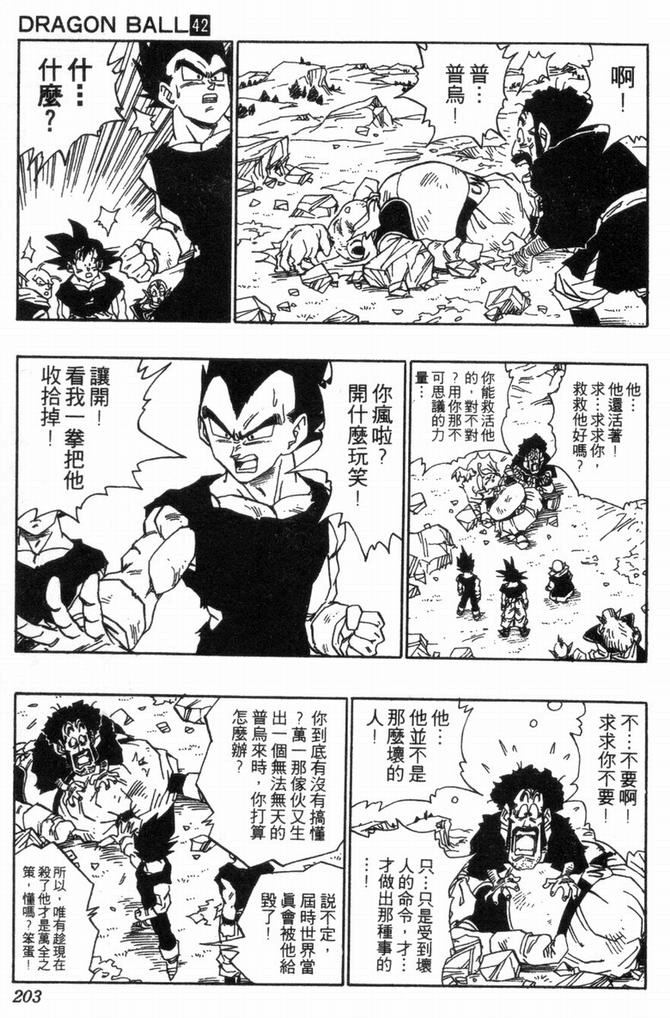 DRAGON BALL 42
啊！
普…
普烏！
什…
什麼？
他…
他還活著！
求…求求你，
救救他好嗎？
你能救活他
的，對不對
？用你那不
可思議的力
量…
你瘋啦？
開什麼玩笑！
讓開！
看我一拳把他
收拾掉！
不…不要啊！
求求你不要！
他…
他並不是
那麼壞的
人！
只…只是受到壞
人的命令，才…
才做出那種事的
…！
你到底有沒有搞懂
？萬一那傢伙又生
出一個無法無天的
普烏來時，你打算
怎麼辦？
説不定，
屆時世界當
眞會被他給
毀了！
所以，唯有趁現在
殺了他才是萬全之
策，懂嗎？笨蛋！
203